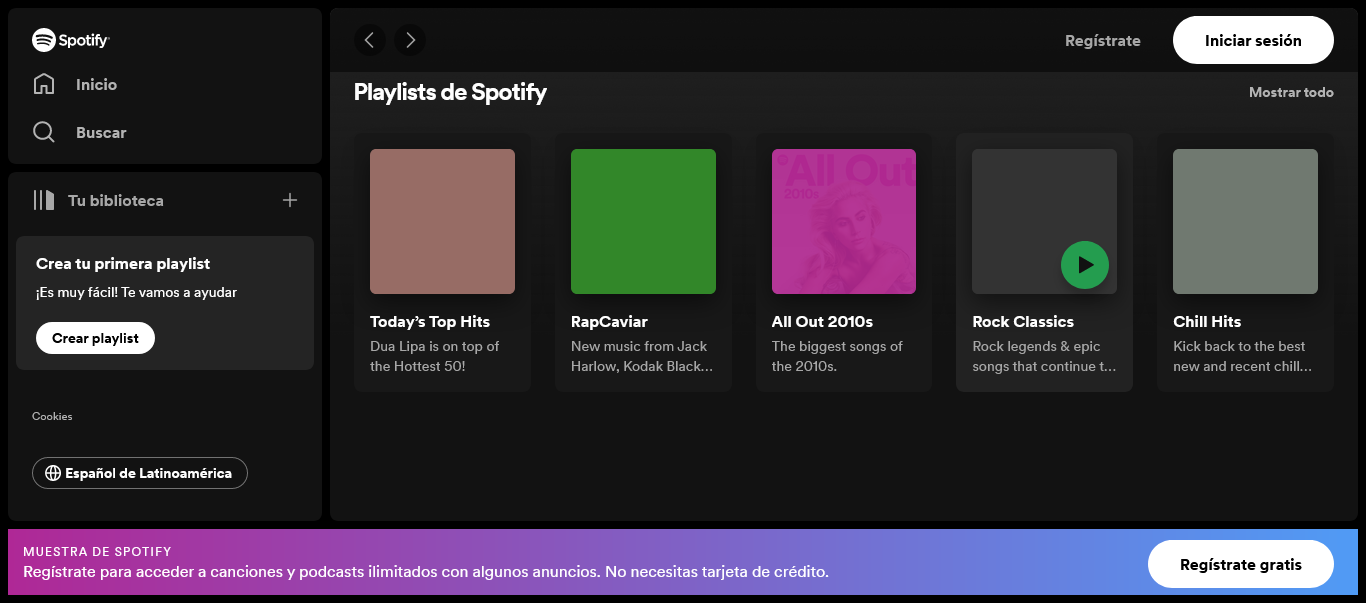 Spotify
Inicio
Buscar
Tu biblioteca
Crea tu primera playlist
¡Es muy fácil! Te vamos a ayudar
Crear playlist
Cookies
Español de Latinoamérica
Regístrate
Iniciar sesión
Playlists de Spotify
Mostrar todo
All Out
2010s
Today's Top Hits
Dua Lipa is on top of
the Hottest 50!
RapCaviar
New music from Jack
Harlow, Kodak Black...
All Out 2010s
The biggest songs of
the 2010s.
Rock Classics
Rock legends & epic
songs that continue t...
Chill Hits
Kick back to the best
new and recent chill...
MUESTRA DE SPOTIFY
Regístrate para acceder a canciones y podcasts ilimitados con algunos anuncios. No necesitas tarjeta de crédito.
Regístrate gratis